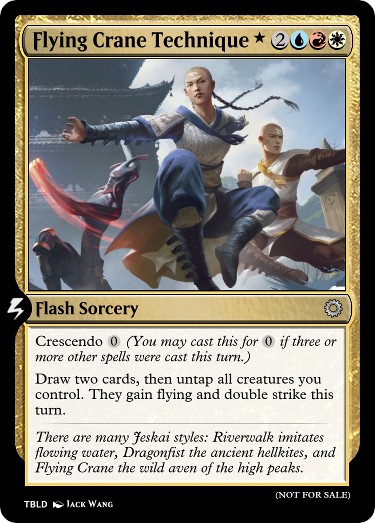 Flying Crane Technique ★ 2
Flash Sorcery
Crescendo 0 (You may cast this for 0 if three or
more other spells were cast this turn.)
Draw two cards, then untap all creatures you
control. They gain flying and double strike this
turn.
There are many Jeskai styles: Riverwalk imitates
flowing water, Dragonfist the ancient hellkites, and
Flying Crane the wild aven of the high peaks.
(NOT FOR SALE)
TBLD Jack Wang